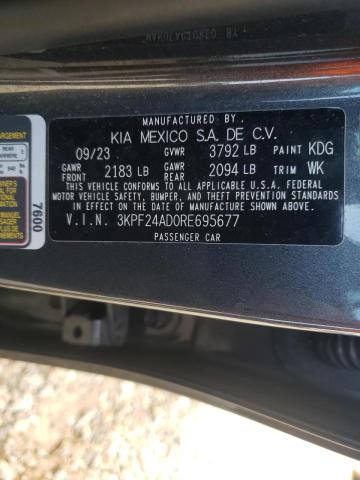 MANUFACTURED BY
KIA MEXICO S.A. DE C.V.
09/23 GVWR 3792 LB PAINT KDG
GAWR FRONT 2183 LB GAWR REAR 2094 LB TRIM WK
THIS VEHICLE CONFORMS TO ALL APPLICABLE U.S. FEDERAL
MOTOR VEHICLE SAFETY, BUMPER, AND THEFT PREVENTION STANDARDS
IN EFFECT ON THE DATE OF MANUFACTURE SHOWN ABOVE.
V.I.N. 3KPF24AD0RE695677
PASSENGER CAR
7600
REAR